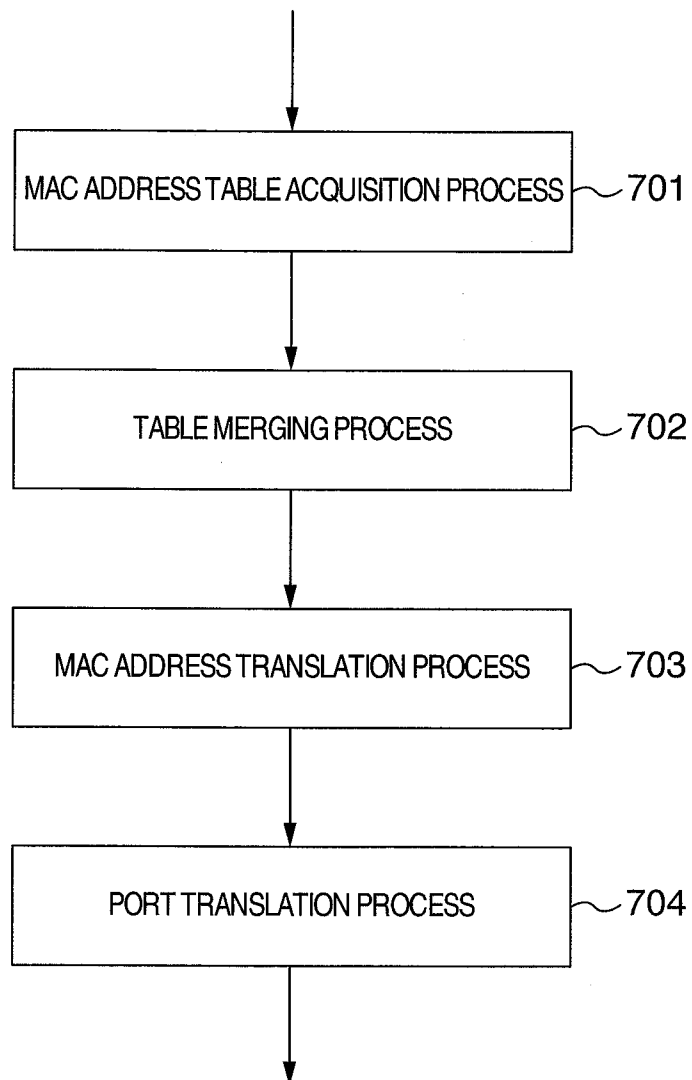 MAC ADDRESS TABLE ACQUISITION PROCESS 701
TABLE MERGING PROCESS 702
MAC ADDRESS TRANSLATION PROCESS 703
PORT TRANSLATION PROCESS 704